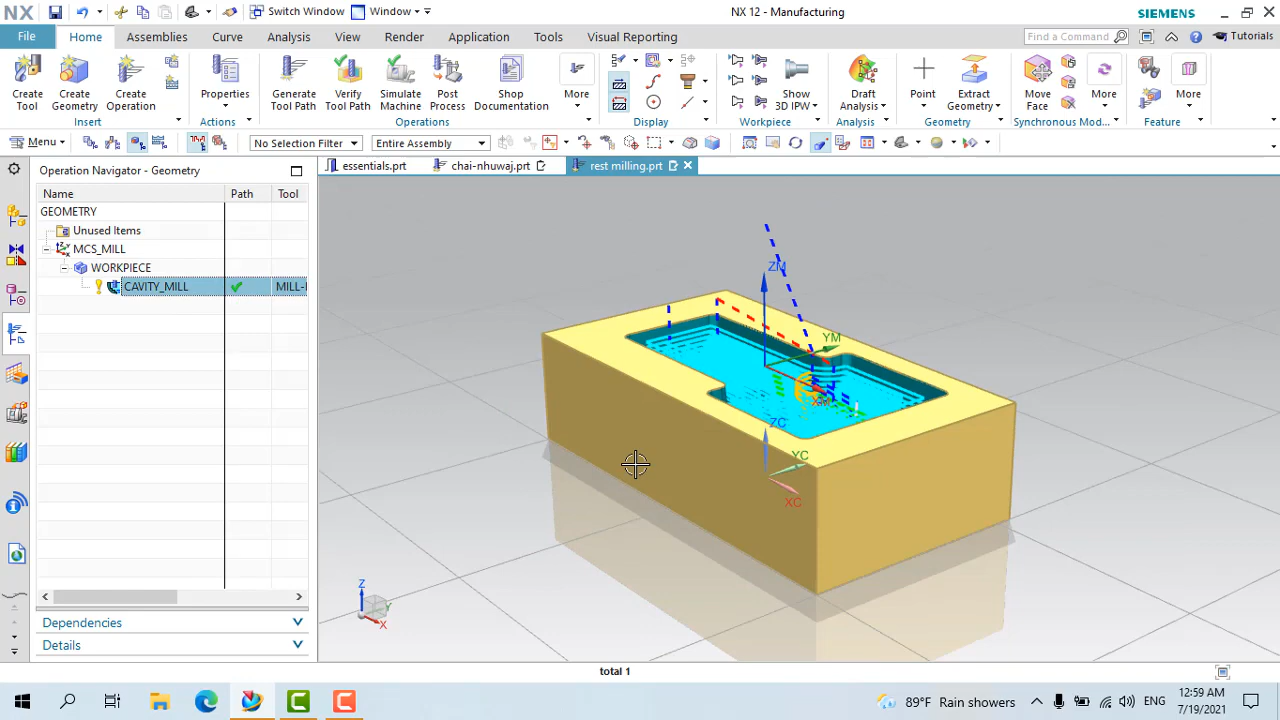 NX
Switch Window
Window
NX 12 - Manufacturing
SIEMENS
File
Home
Assemblies
Curve
Analysis
View
Render
Application
Tools
Visual Reporting
Find a Command
Tutorials
Create Tool
Create Geometry
Create Operation
Properties
Generate Tool Path
Verify Tool Path
Simulate Machine
Post Process
Shop Documentation
More
Show 3D IPW
Draft Analysis
Point
Extract Geometry
Move Face
More
More
Insert
Actions
Operations
Display
Workpiece
Analysis
Geometry
Synchronous Mod...
Feature
Menu
No Selection Filter
Entire Assembly
Operation Navigator - Geometry
essentials.prt
chai-nhuwaj.prt
rest milling.prt
Name
Path
Tool
GEOMETRY
Unused Items
MCS_MILL
WORKPIECE
CAVITY_MILL
MILL-
ZM
YM
XM
ZC
YC
XC
Z
Y
X
Dependencies
Details
total 1
89°F Rain showers
ENG
12:59 AM
7/19/2021